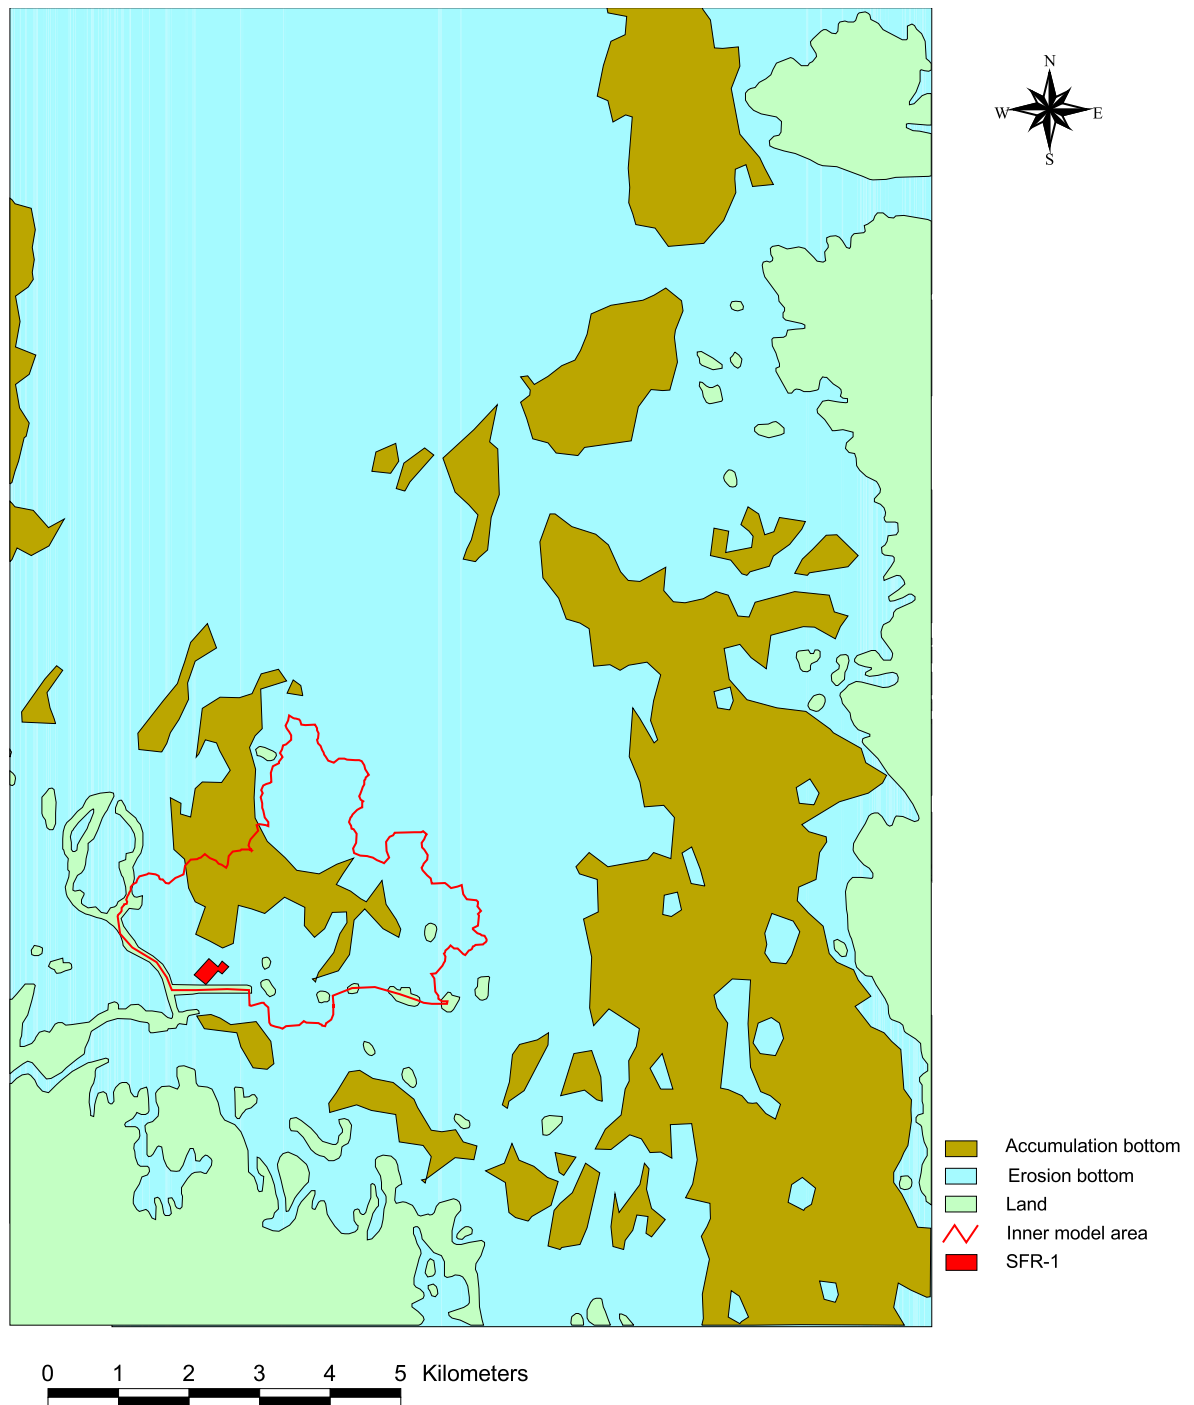 N
W E
S
Accumulation bottom
Erosion bottom
Land
Inner model area
SFR-1
0 1 2 3 4 5 Kilometers